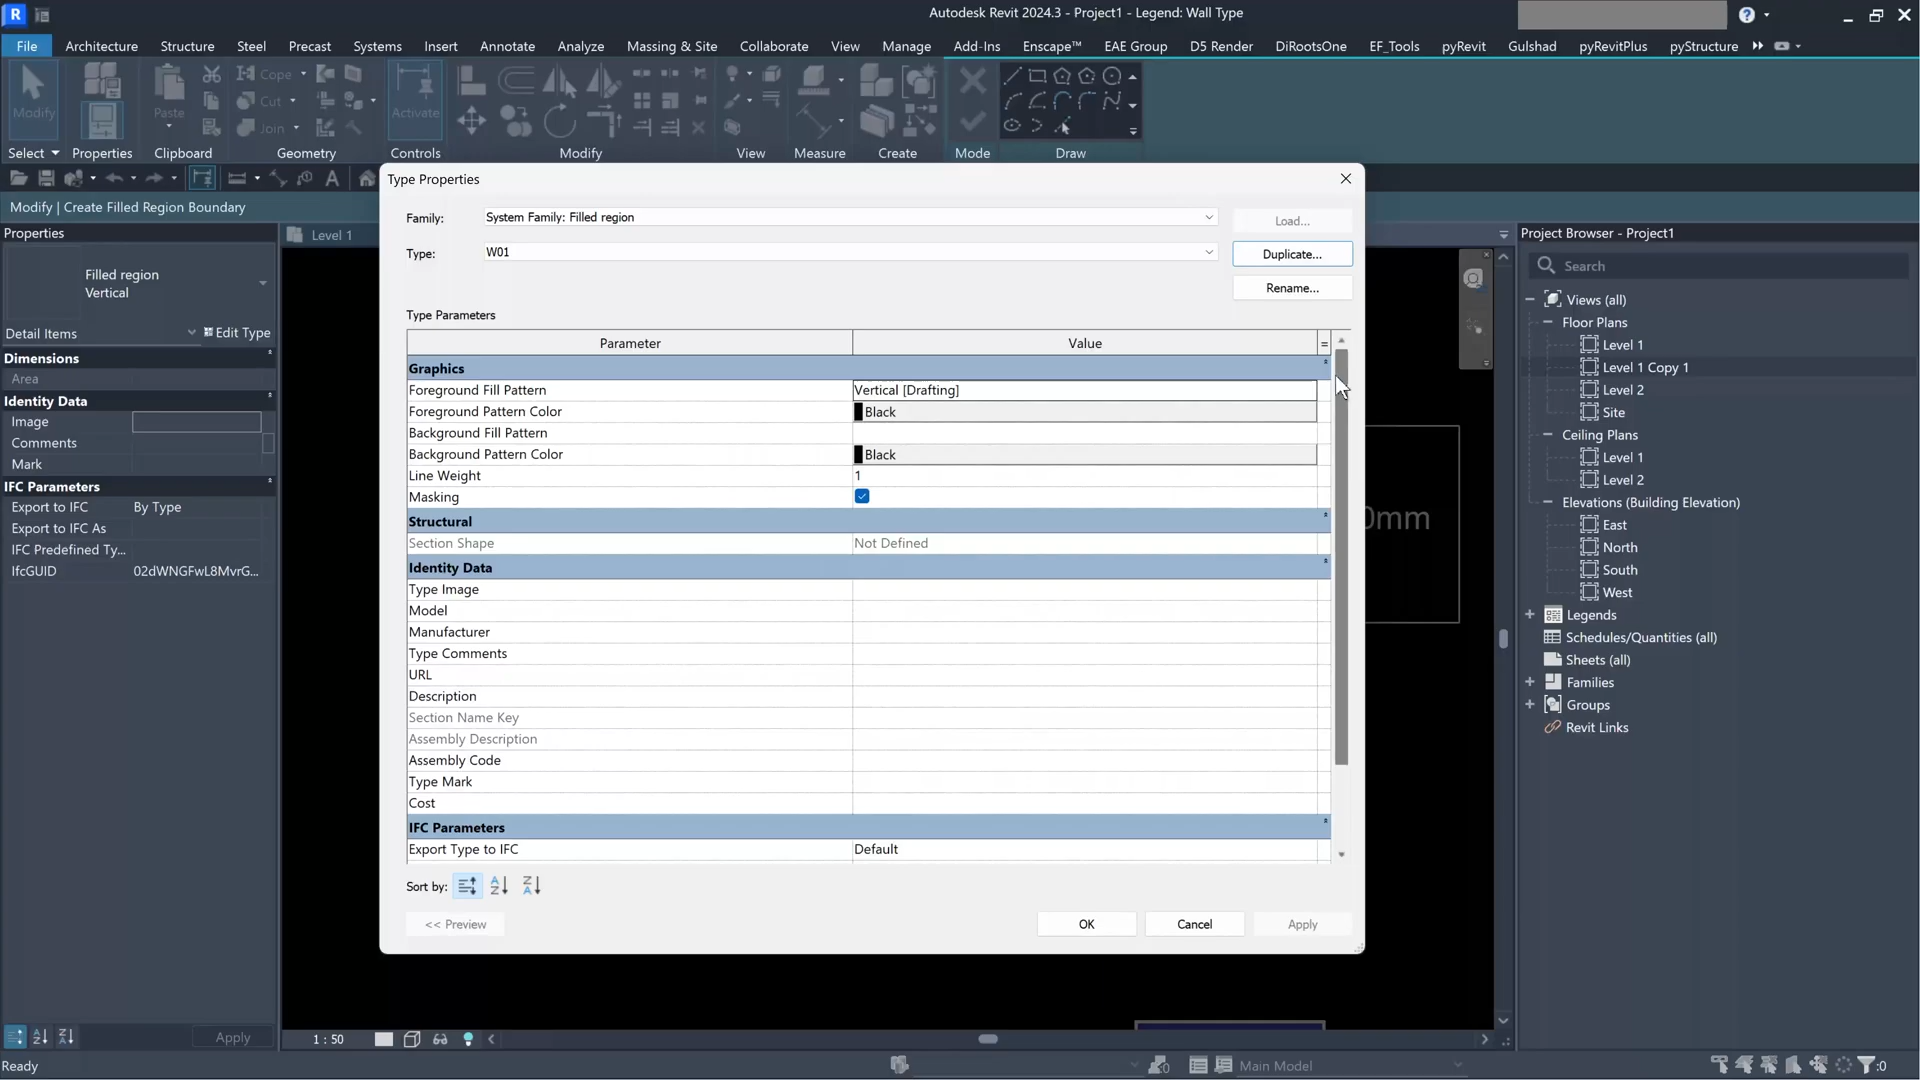 Autodesk Revit 2024.3 - Project1 - Legend: Wall Type
File Architecture Structure Steel Precast Systems Insert Annotate Analyze Massing & Site Collaborate View Manage Add-Ins Enscape™ EAE Group D5 Render DiRootsOne EF_Tools pyRevit Gulshad pyRevitPlus pyStructure
Modify Paste Cope Cut Join Activate
Select Properties Clipboard Geometry Controls Modify View Measure Create Mode Draw
Modify | Create Filled Region Boundary
Properties
Filled region
Vertical
Detail Items Edit Type
Dimensions
Area
Identity Data
Image
Comments
Mark
IFC Parameters
Export to IFC By Type
Export to IFC As
IFC Predefined Ty...
IfcGUID 02dWNGFwL8MvrG...
Apply
Level 1
Type Properties
Family: System Family: Filled region Load...
Type: W01 Duplicate...
Rename...
Type Parameters
Parameter Value =
Graphics
Foreground Fill Pattern Vertical [Drafting]
Foreground Pattern Color Black
Background Fill Pattern
Background Pattern Color Black
Line Weight 1
Masking
Structural
Section Shape Not Defined
Identity Data
Type Image
Model
Manufacturer
Type Comments
URL
Description
Section Name Key
Assembly Description
Assembly Code
Type Mark
Cost
IFC Parameters
Export Type to IFC Default
Sort by:
<< Preview OK Cancel Apply
0mm
Project Browser - Project1
Search
Views (all)
Floor Plans
Level 1
Level 1 Copy 1
Level 2
Site
Ceiling Plans
Level 1
Level 2
Elevations (Building Elevation)
East
North
South
West
Legends
Schedules/Quantities (all)
Sheets (all)
Families
Groups
Revit Links
1 : 50
Ready :0 Main Model :0